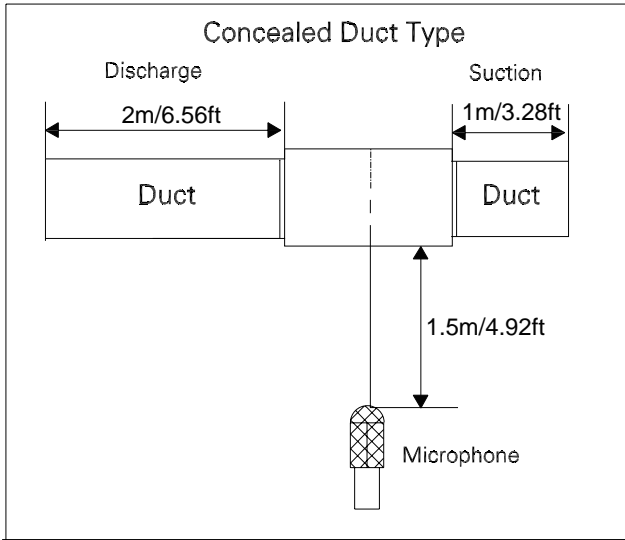 Concealed Duct Type
Discharge
Suction
2m/6.56ft
1m/3.28ft
Duct
Duct
1.5m/4.92ft
Microphone